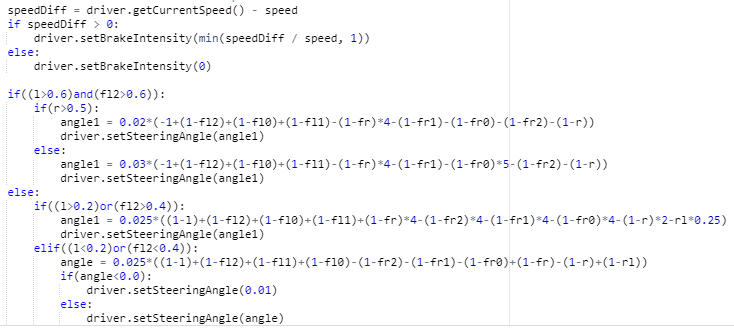 speedDiff = driver.getCurrentSpeed() - speed
if speedDiff > 0:
    driver.setBrakeIntensity(min(speedDiff / speed, 1))
else:
    driver.setBrakeIntensity(0)

if((l>0.6)and(fl2>0.6)):
    if(r>0.5):
        angle1 = 0.02*(-1+(1-fl2)+(1-fl0)+(1-fl1)-(1-fr)*4-(1-fr1)-(1-fr0)-(1-fr2)-(1-r))
        driver.setSteeringAngle(angle1)
    else:
        angle1 = 0.03*(-1+(1-fl2)+(1-fl0)+(1-fl1)-(1-fr)*4-(1-fr1)-(1-fr0)*5-(1-fr2)-(1-r))
        driver.setSteeringAngle(angle1)
else:
    if((l>0.2)or(fl2>0.4)):
        angle1 = 0.025*((1-l)+(1-fl2)+(1-fl0)+(1-fl1)+(1-fr)*4-(1-fr2)*4-(1-fr1)*4-(1-fr0)*4-(1-r)*2-rl*0.25)
        driver.setSteeringAngle(angle1)
    elif((l<0.2)or(fl2<0.4)):
        angle = 0.025*((1-l)+(1-fl2)+(1-fl1)+(1-fl0)-(1-fr2)-(1-fr1)-(1-fr0)+(1-fr)-(1-r)+(1-rl))
        if(angle<0.0):
            driver.setSteeringAngle(0.01)
        else:
            driver.setSteeringAngle(angle)